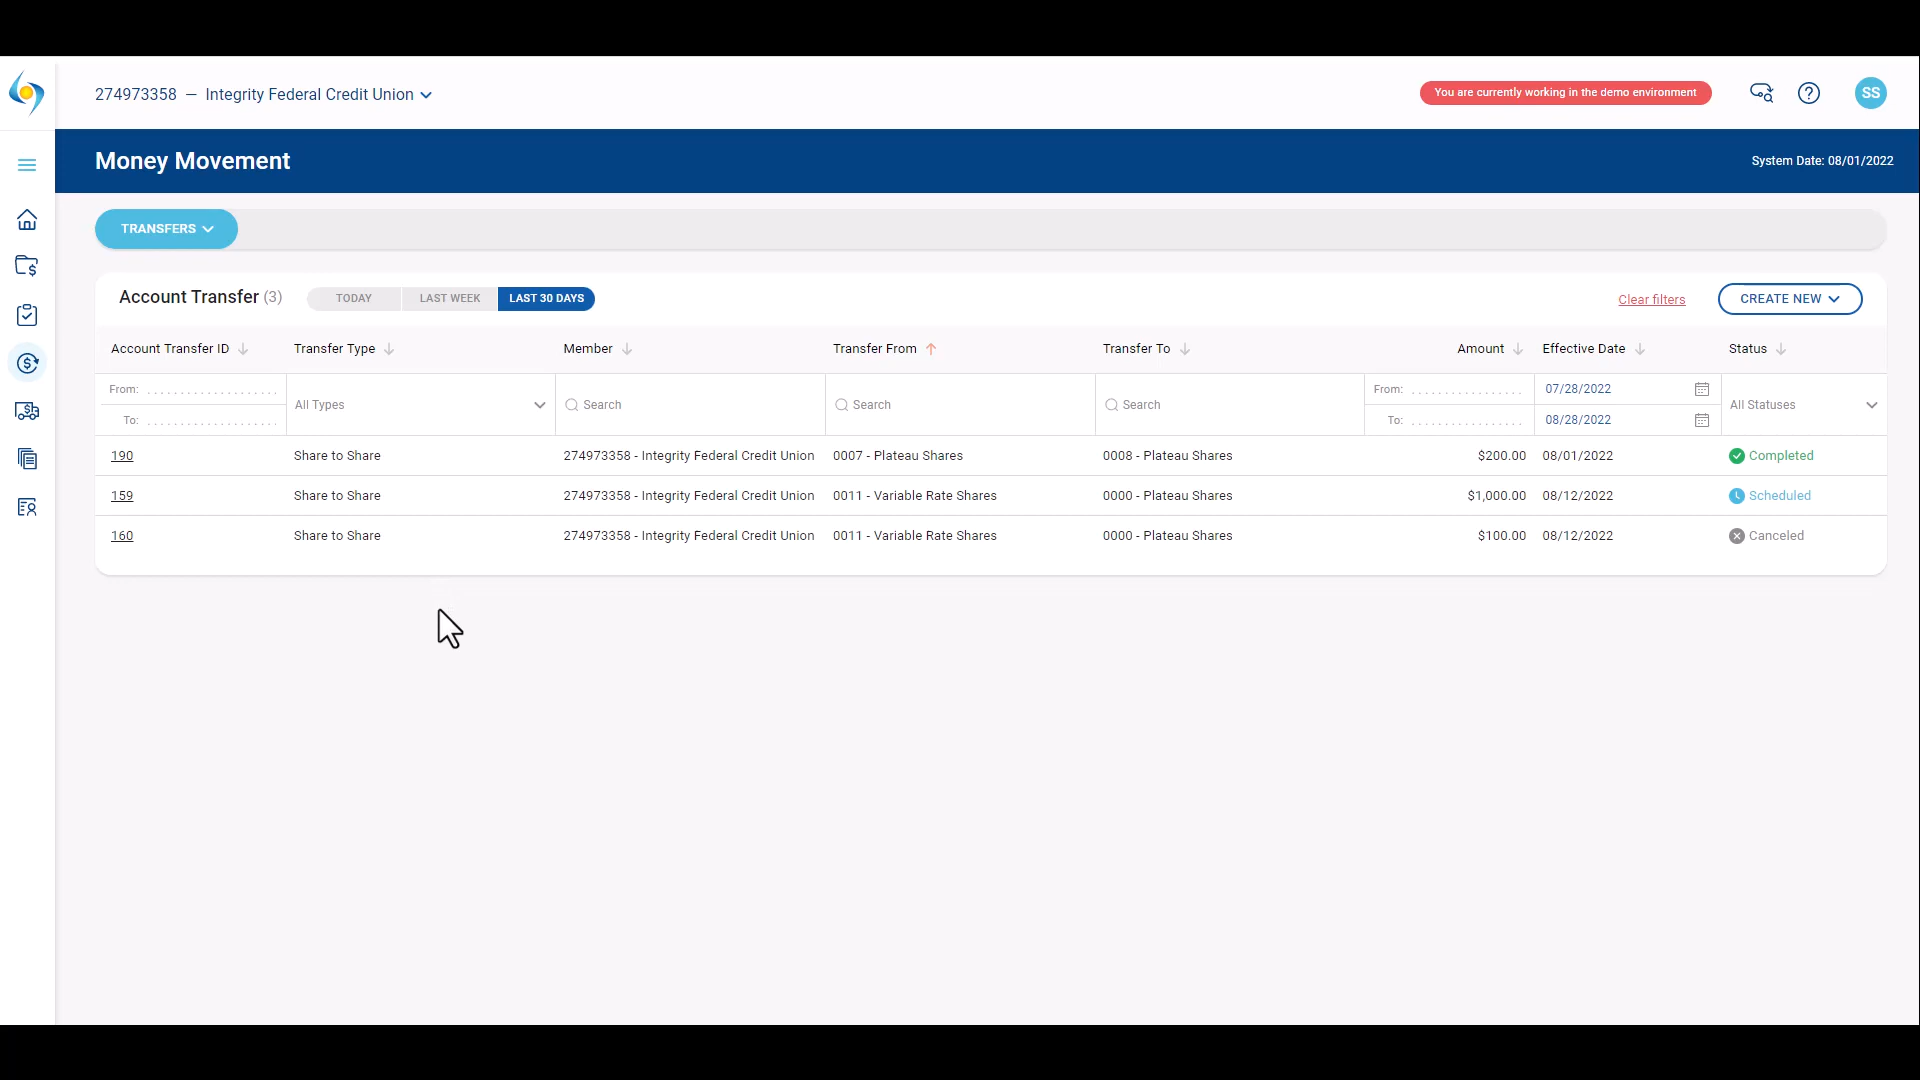 274973358 — Integrity Federal Credit Union
You are currently working in the demo environment
SS
Money Movement
System Date: 08/01/2022
TRANSFERS
Account Transfer (3)
TODAY
LAST WEEK
LAST 30 DAYS
Clear filters
CREATE NEW
Account Transfer ID Transfer Type Member Transfer From Transfer To Amount Effective Date Status
From: From: 07/28/2022
All Types Search Search Search All Statuses
To: To: 08/28/2022
190 Share to Share 274973358 - Integrity Federal Credit Union 0007 - Plateau Shares 0008 - Plateau Shares $200.00 08/01/2022 Completed
159 Share to Share 274973358 - Integrity Federal Credit Union 0011 - Variable Rate Shares 0000 - Plateau Shares $1,000.00 08/12/2022 Scheduled
160 Share to Share 274973358 - Integrity Federal Credit Union 0011 - Variable Rate Shares 0000 - Plateau Shares $100.00 08/12/2022 Canceled